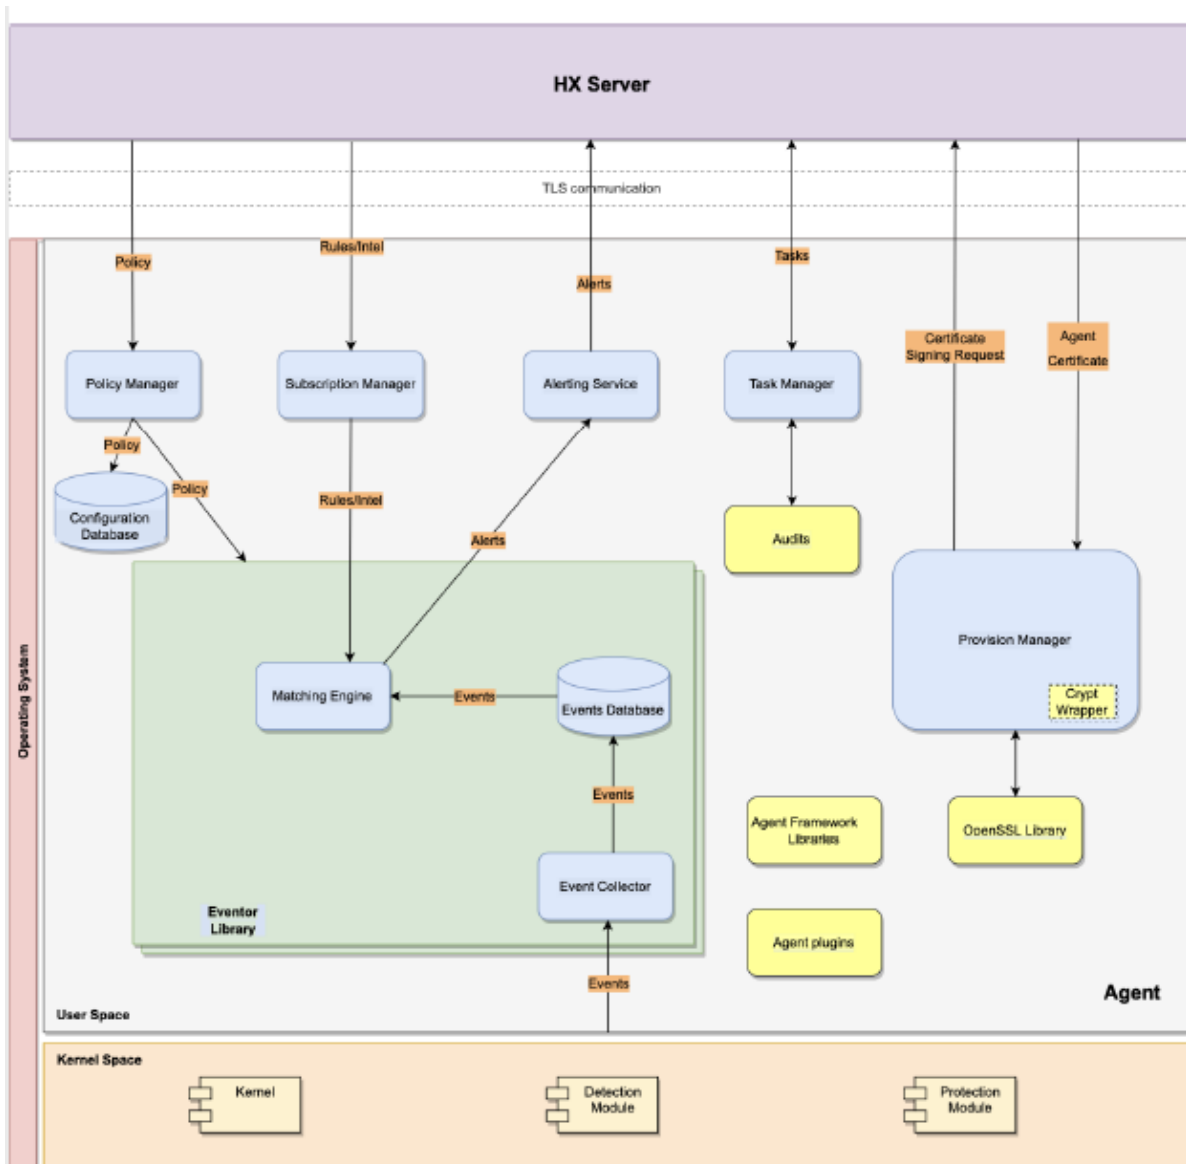 HX Server
TLS communication
Policy
Rules/Intel
Alerts
Tasks
Certificate
Signing Request
Agent
Certificate
Policy Manager
Subscription Manager
Alerting Service
Task Manager
Policy
Policy
Rules/Intel
Alerts
Configuration
Database
Audits
Operating System
Matching Engine
Events
Events Database
Provision Manager
Crypt
Wrapper
Events
Agent Framework
Libraries
OpenSSL Library
Event Collector
Eventor
Library
Agent plugins
Events
Agent
User Space
Kernel Space
Kernel
Detection
Module
Protection
Module